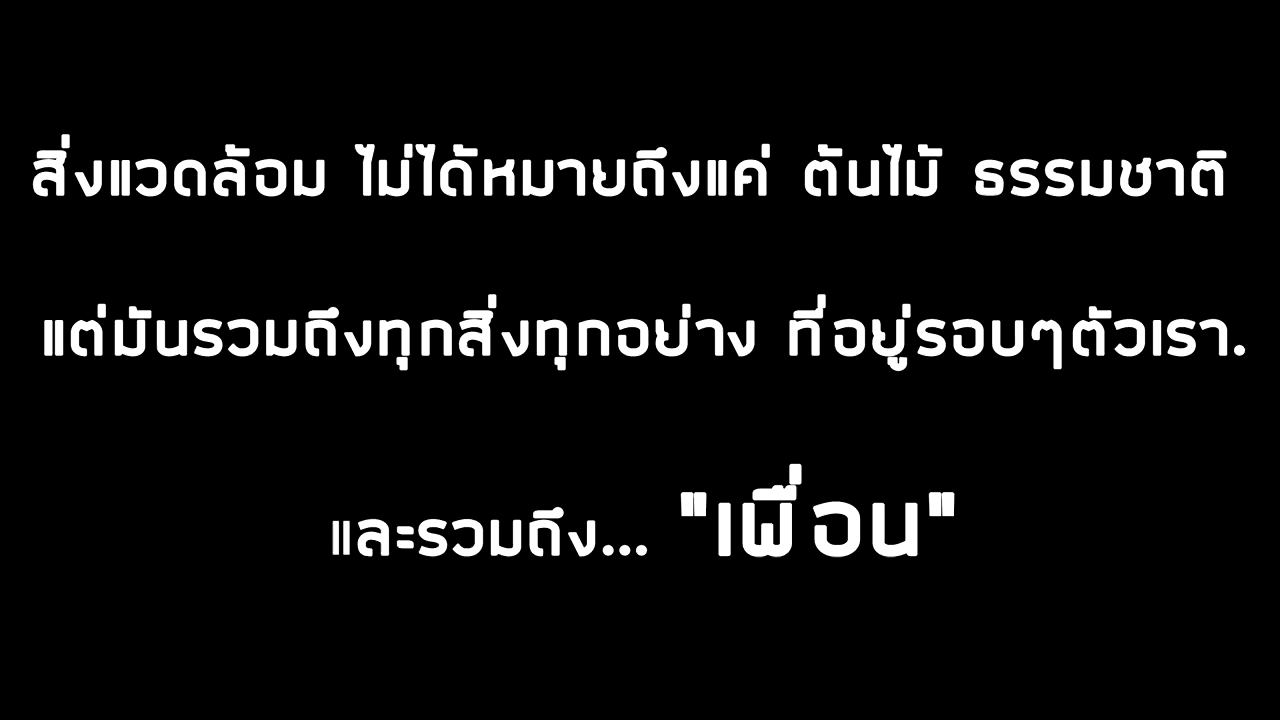 สิ่งแวดล้อม ไม่ได้หมายถึงแค่ ต้นไม้ ธรรมชาติ
แต่มันรวมถึงทุกสิ่งทุกอย่าง ที่อยู่รอบๆตัวเรา.
และรวมถึง... "เพื่อน"